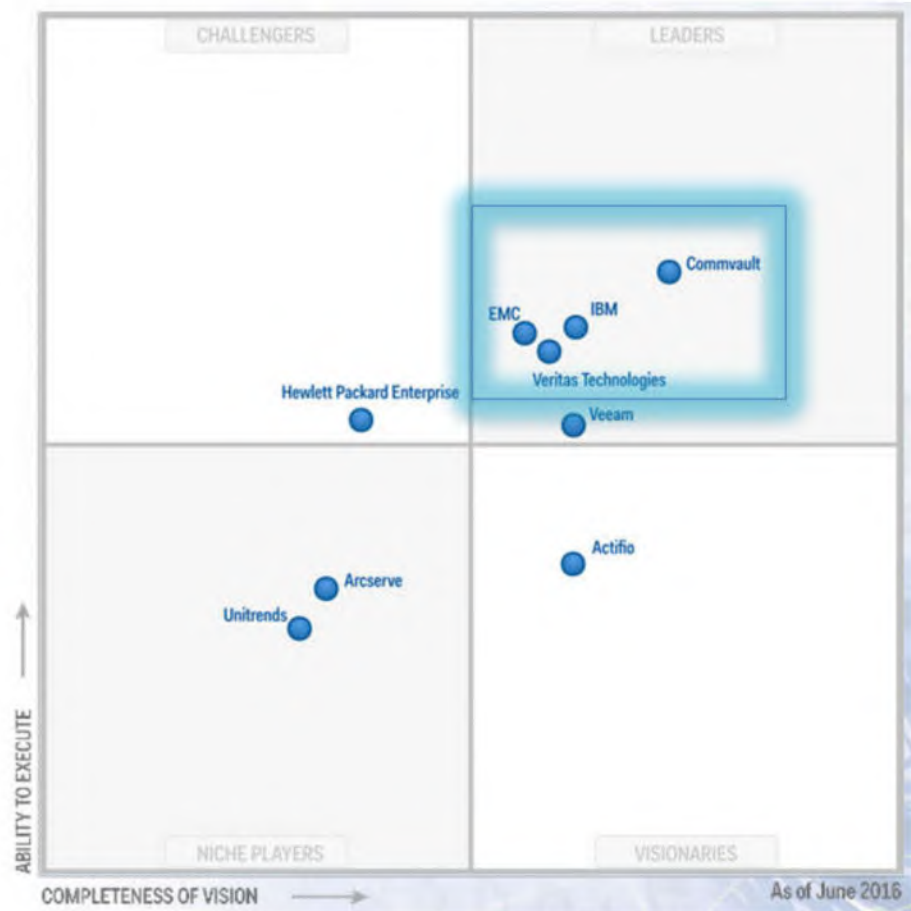 CHALLENGERS
LEADERS
Commvault
EMC
IBM
Veritas Technologies
Hewlett Packard Enterprise
Veeam
Actifio
Arcserve
Unitrends
ABILITY TO EXECUTE
NICHE PLAYERS
VISIONARIES
COMPLETENESS OF VISION
As of June 2016